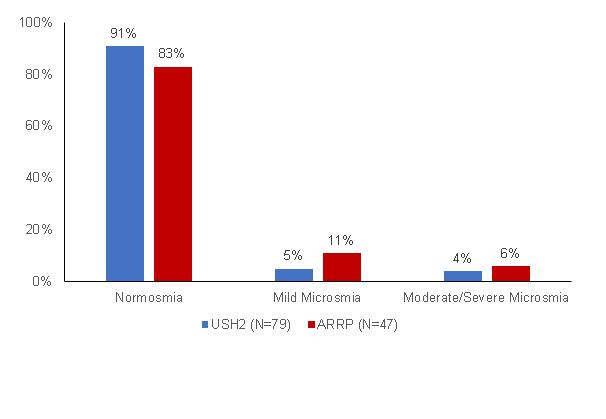 100%
80%
60%
40%
20%
0%
91%
83%
5%
11%
4%
6%
Normosmia
Mild Microsmia
Moderate/Severe Microsmia
USH2 (N=79)
ARRP (N=47)